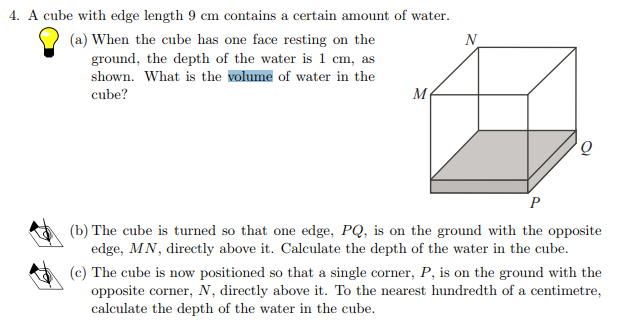 4. A cube with edge length 9 cm contains a certain amount of water.
(a) When the cube has one face resting on the
ground, the depth of the water is 1 cm, as
shown. What is the volume of water in the
cube?
N
M
Q
P
(b) The cube is turned so that one edge, PQ, is on the ground with the opposite
edge, MN, directly above it. Calculate the depth of the water in the cube.
(c) The cube is now positioned so that a single corner, P, is on the ground with the
opposite corner, N, directly above it. To the nearest hundredth of a centimetre,
calculate the depth of the water in the cube.